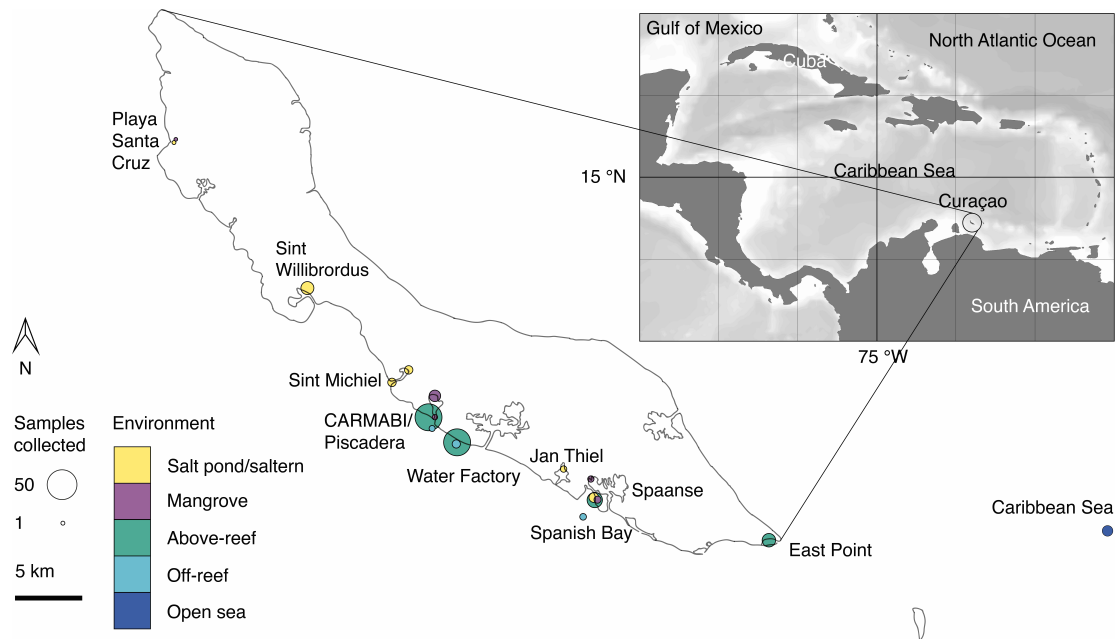 Gulf of Mexico
North Atlantic Ocean
Cuba
15 °N
Caribbean Sea
Curaçao
South America
75 °W
Playa
Santa
Cruz
Sint
Willibrordus
N
Sint Michiel
CARMABI/
Piscadera
Water Factory
Jan Thiel
Spaanse
Spanish Bay
East Point
Caribbean Sea
Samples
collected
50
1
5 km
Environment
Salt pond/saltern
Mangrove
Above-reef
Off-reef
Open sea